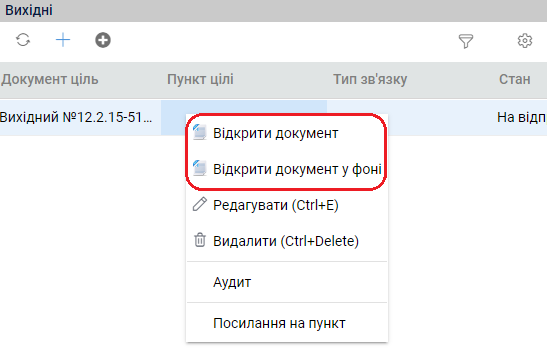 Вихідні
Документ ціль Пункт цілі Тип зв'язку Стан
Вихідний №12.2.15-51... На відп
Відкрити документ
Відкрити документ у фоні
Редагувати (Ctrl+E)
Видалити (Ctrl+Delete)
Аудит
Посилання на пункт